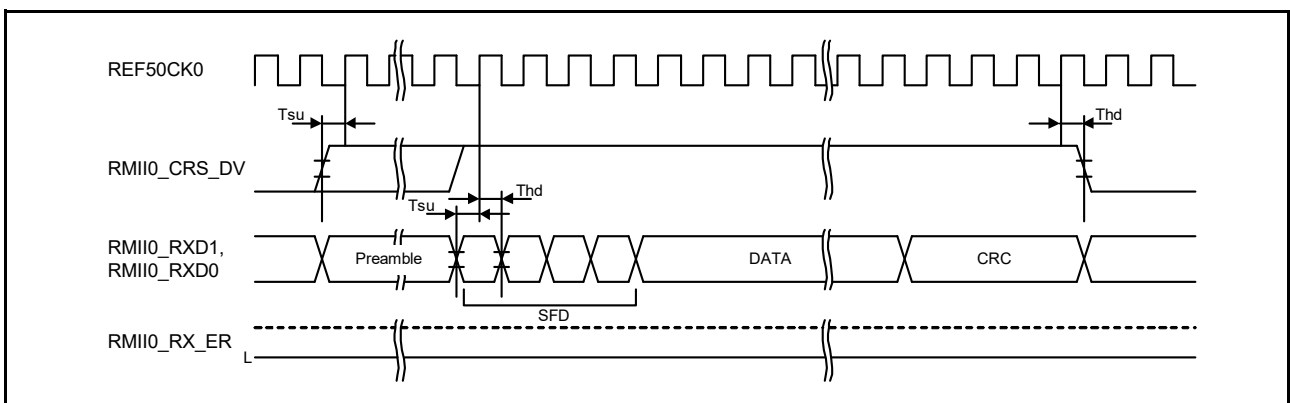 REF50CK0
Tsu
Thd
RMII0_CRS_DV
Thd
Tsu
RMII0_RXD1,
RMII0_RXD0
Preamble
DATA
CRC
SFD
RMII0_RX_ER
L